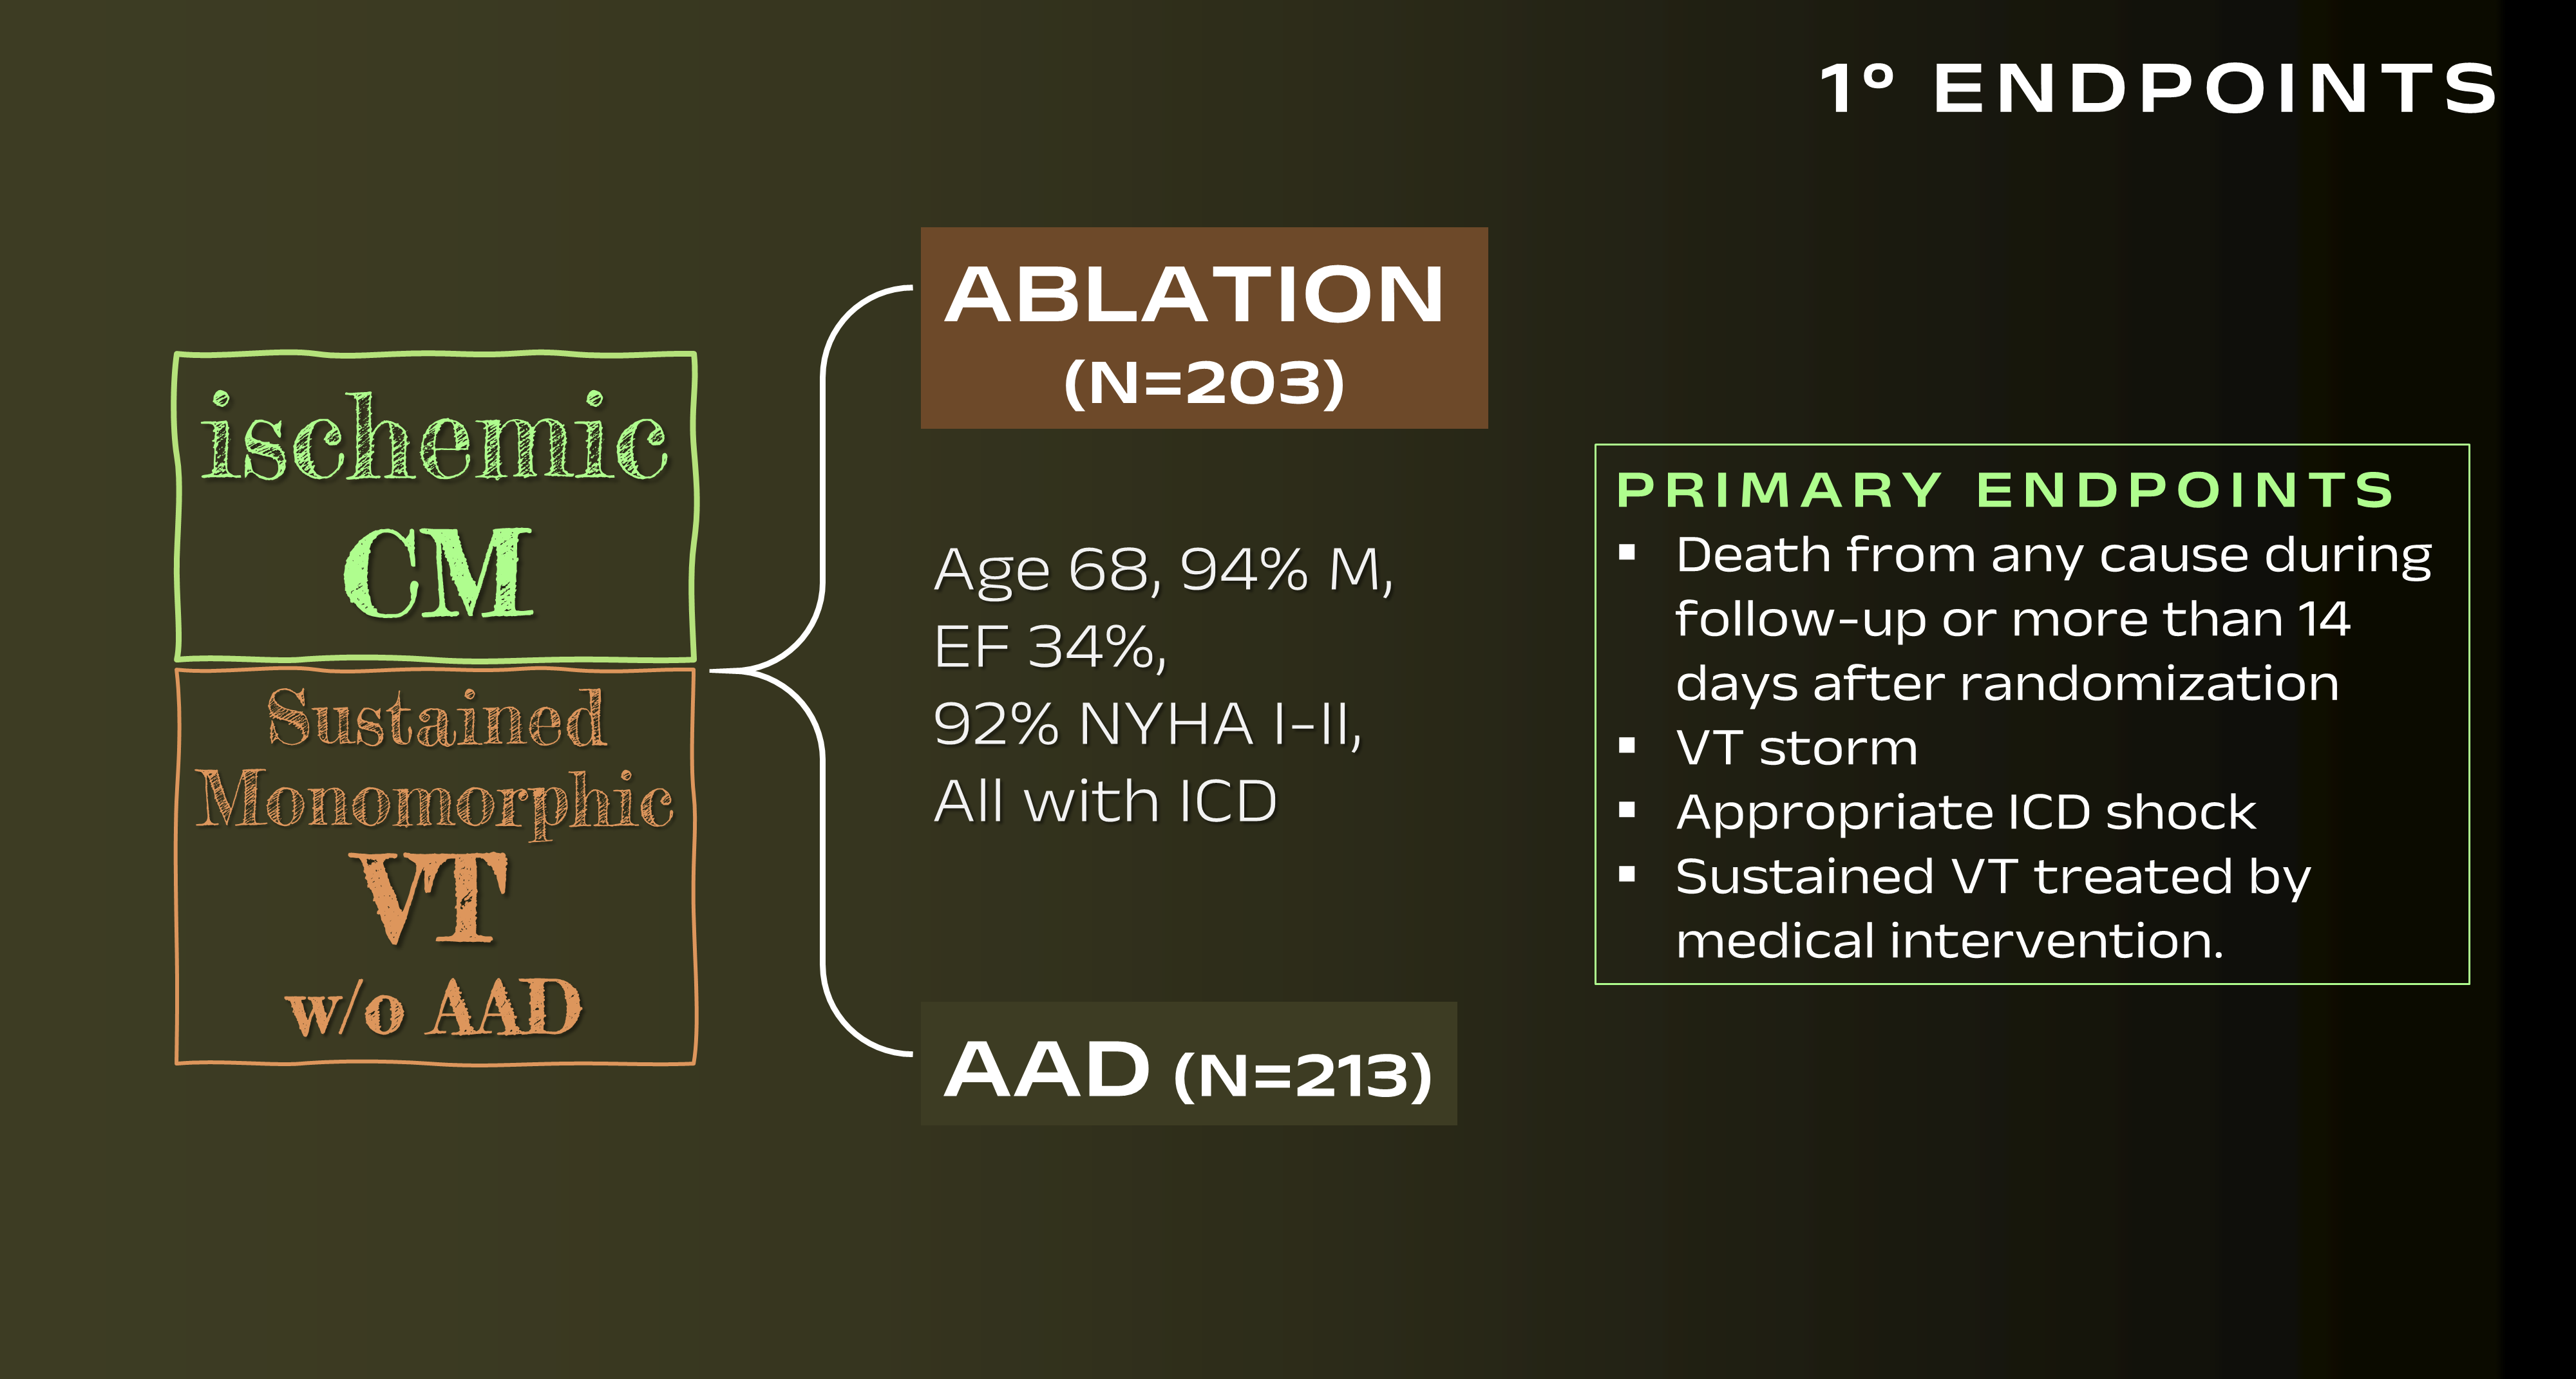 1º ENDPOINTS
ischemic
CM
Sustained
Monomorphic
VT
w/o AAD
ABLATION
(N=203)
Age 68, 94% M,
EF 34%,
92% NYHA I-II,
All with ICD
AAD (N=213)
PRIMARY ENDPOINTS
▪ Death from any cause during
follow-up or more than 14
days after randomization
▪ VT storm
▪ Appropriate ICD shock
▪ Sustained VT treated by
medical intervention.